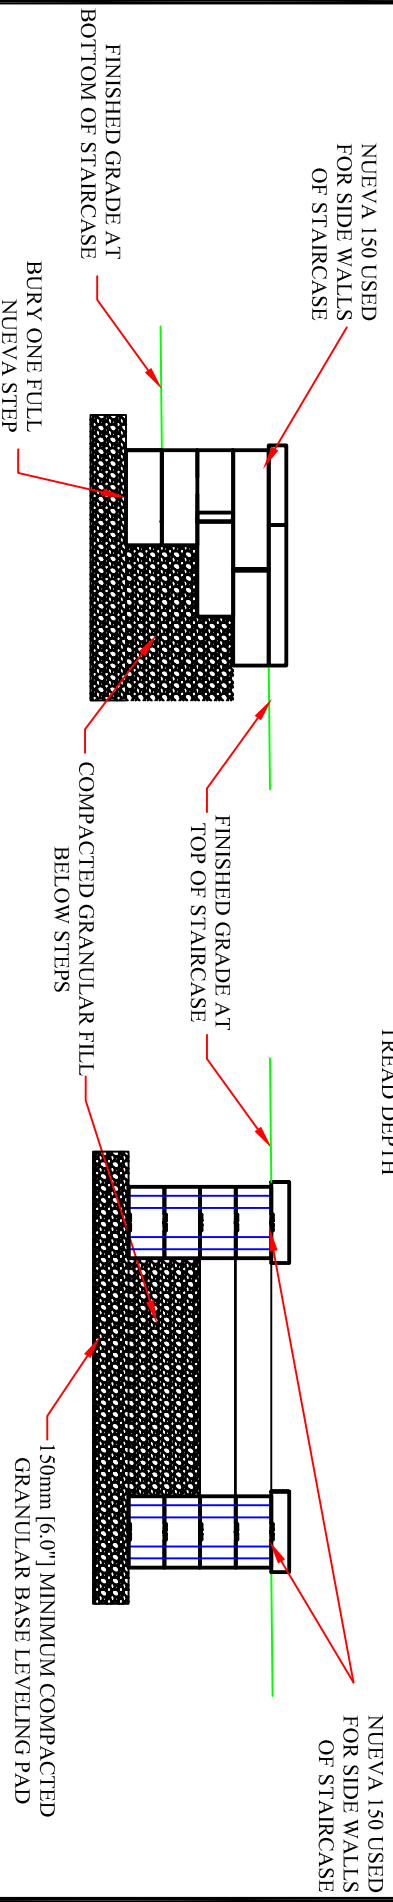 TREAD DEPTH
NUEVA 150 USED
FOR SIDE WALLS
OF STAIRCASE
FINISHED GRADE AT
BOTTOM OF STAIRCASE
BURY ONE FULL
NUEVA STEP
COMPACTED GRANULAR FILL
BELOW STEPS
FINISHED GRADE AT
TOP OF STAIRCASE
150mm [6.0"] MINIMUM COMPACTED
GRANULAR BASE LEVELING PAD
NUEVA 150 USED
FOR SIDE WALLS
OF STAIRCASE